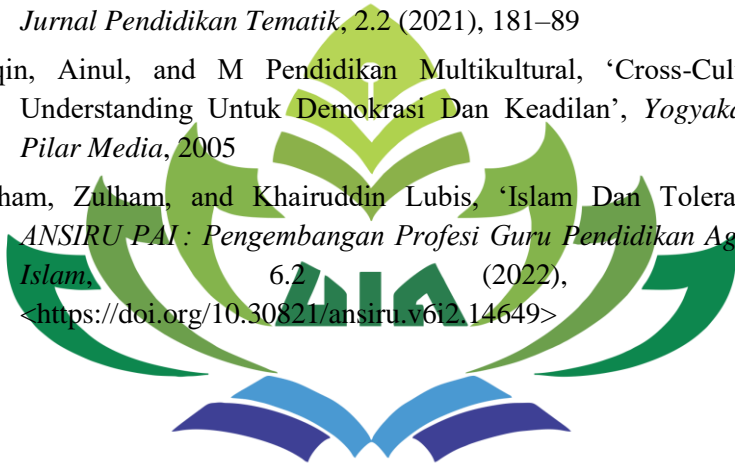 Jurnal Pendidikan Tematik, 2.2 (2021), 181–89
qin, Ainul, and M Pendidikan Multikultural, ‘Cross-Cul
Understanding Untuk Demokrasi Dan Keadilan’, Yogyaka
Pilar Media, 2005
ham, Zulham, and Khairuddin Lubis, ‘Islam Dan Tolera
ANSIRU PAI : Pengembangan Profesi Guru Pendidikan Ag
Islam, 6.2 (2022),
<https://doi.org/10.30821/ansiru.v6i2.14649>